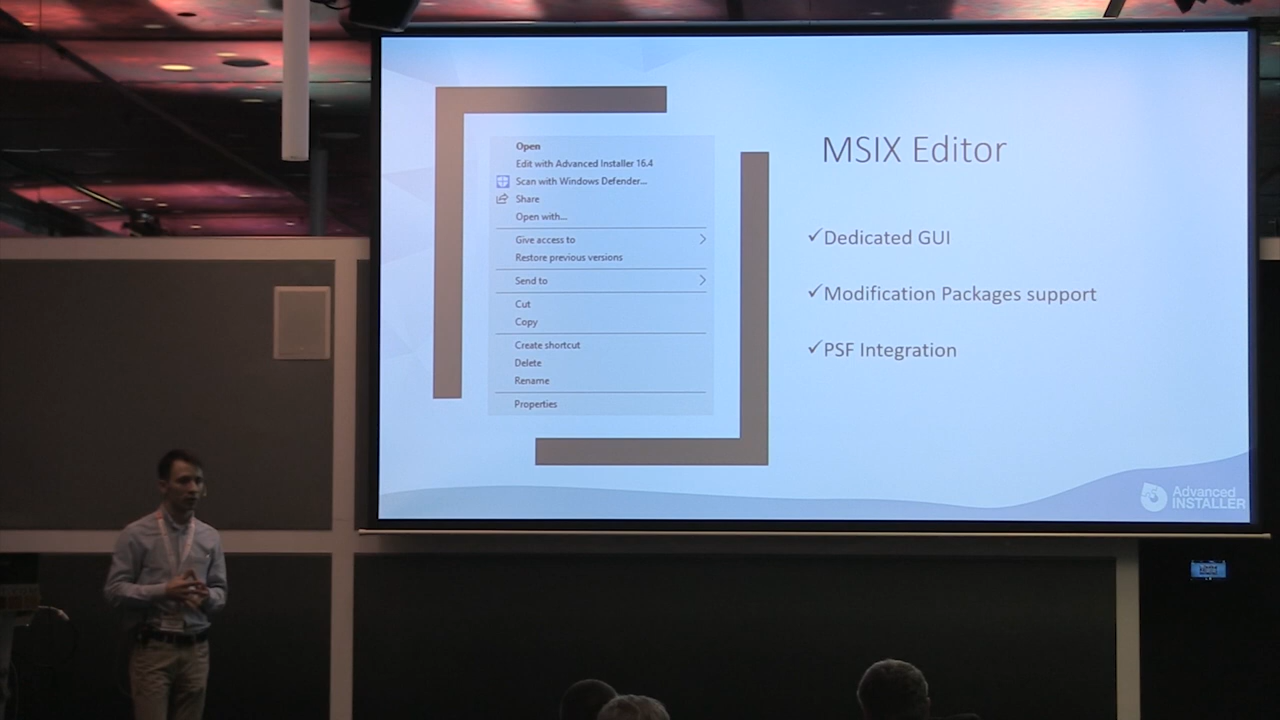 Open
Edit with Advanced Installer 16.4
Scan with Windows Defender...
Share
Open with...
Give access to
Restore previous versions
Send to
Cut
Copy
Create shortcut
Delete
Rename
Properties
MSIX Editor
✓Dedicated GUI
✓Modification Packages support
✓PSF Integration
Advanced
INSTALLER